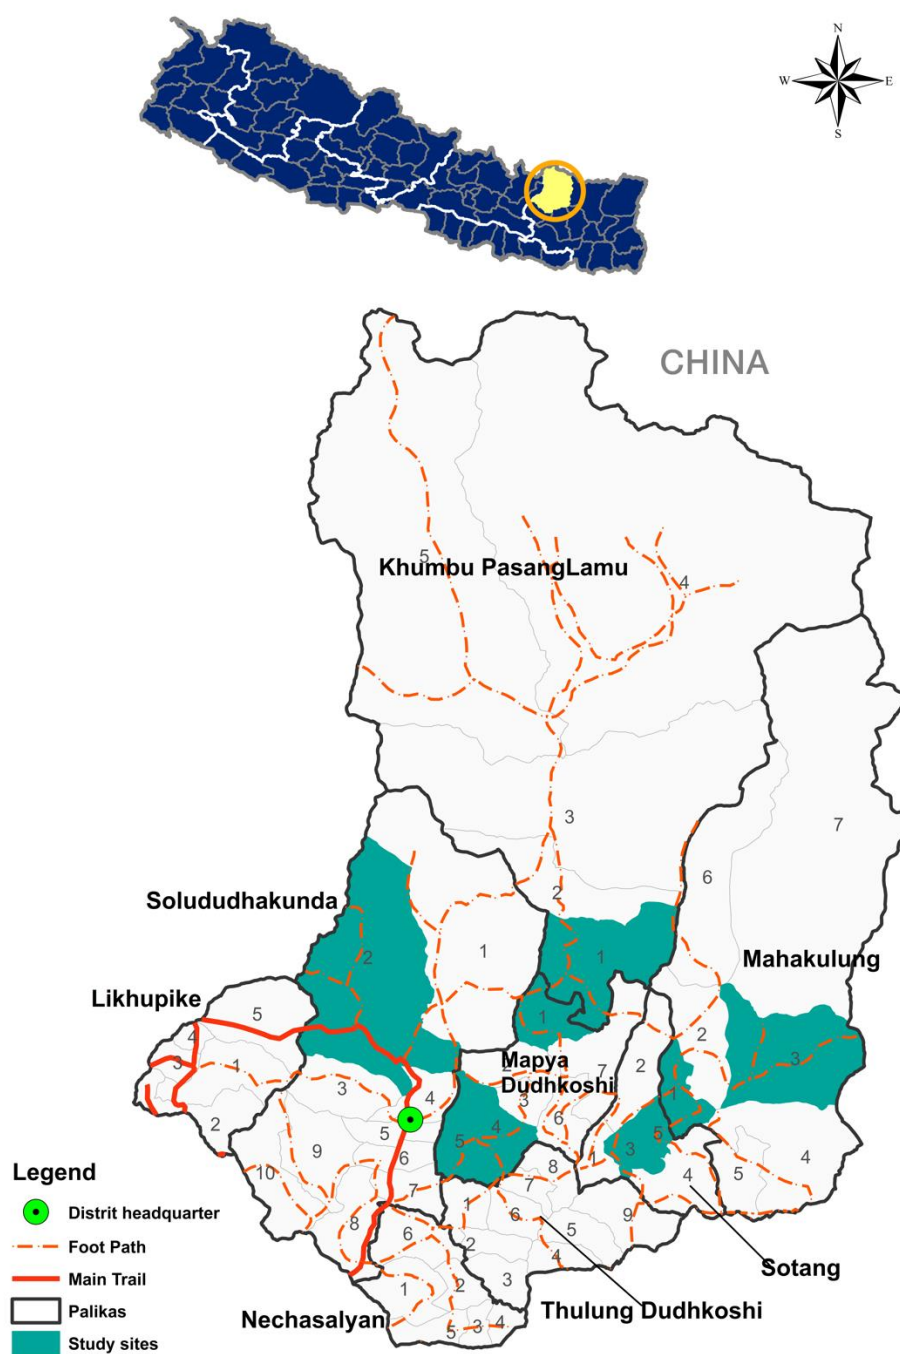 N
W
E
S
CHINA
5
Khumbu PasangLamu
4
3
7
6
2
Solududhakunda
1
1
2
Mahakulung
Likhupike
5
1
4
2
3
3
1
Mapya
2
7
2
Dudhkoshi
3
1
3
4
2
5
4
6
5
3
5
9
6
8
1
4
4
Legend
10
7
7
5
Distrit headquarter
8
1
6
9
Foot Path
6
2
5
4
Main Trail
Sotang
1
2
3
Palikas
Nechasalyan
Thulung Dudhkoshi
5
3
4
Study sites